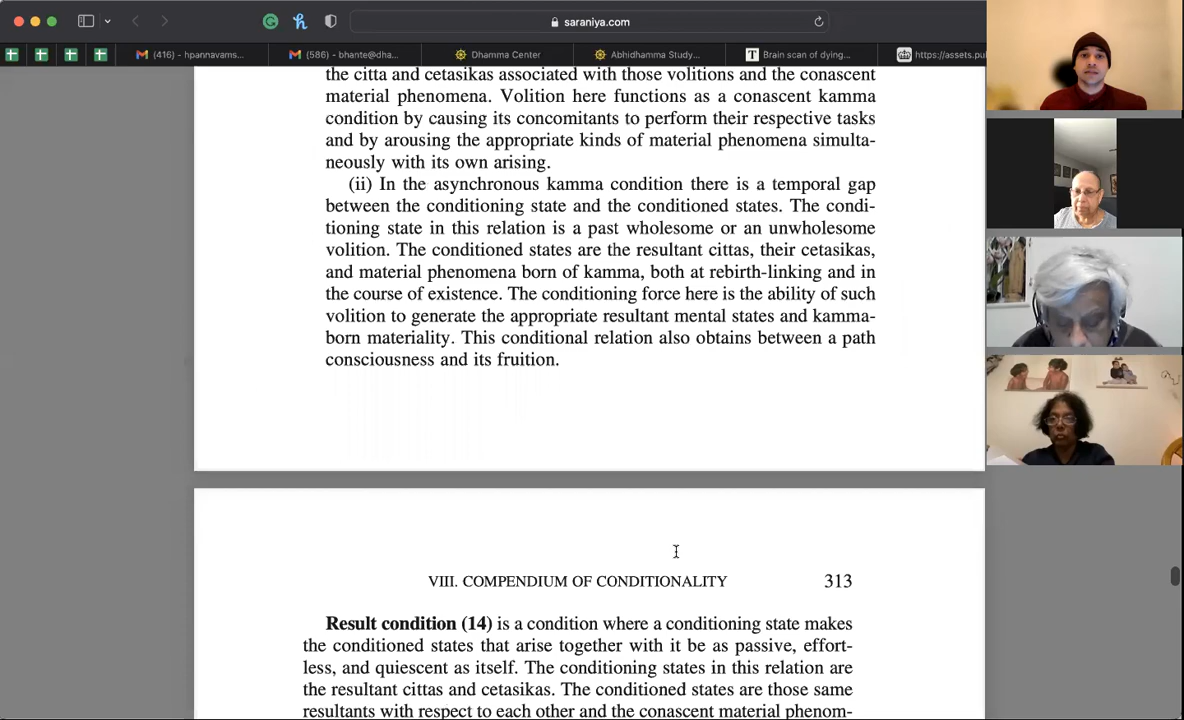 saraniya.com
(416) - hpannavams...
(586) - bhante@dha...
Dhamma Center
Abhidhamma Study...
Brain scan of dying...
https://assets.pu
the citta and cetasikas associated with those volitions and the conascent
material phenomena. Volition here functions as a conascent kamma
condition by causing its concomitants to perform their respective tasks
and by arousing the appropriate kinds of material phenomena simulta-
neously with its own arising.
(ii) In the asynchronous kamma condition there is a temporal gap
between the conditioning state and the conditioned states. The condi-
tioning state in this relation is a past wholesome or an unwholesome
volition. The conditioned states are the resultant cittas, their cetasikas,
and material phenomena born of kamma, both at rebirth-linking and in
the course of existence. The conditioning force here is the ability of such
volition to generate the appropriate resultant mental states and kamma-
born materiality. This conditional relation also obtains between a path
consciousness and its fruition.
VIII. COMPENDIUM OF CONDITIONALITY 313
Result condition (14) is a condition where a conditioning state makes
the conditioned states that arise together with it be as passive, effort-
less, and quiescent as itself. The conditioning states in this relation are
the resultant cittas and cetasikas. The conditioned states are those same
resultants with respect to each other and the conascent material phenom-